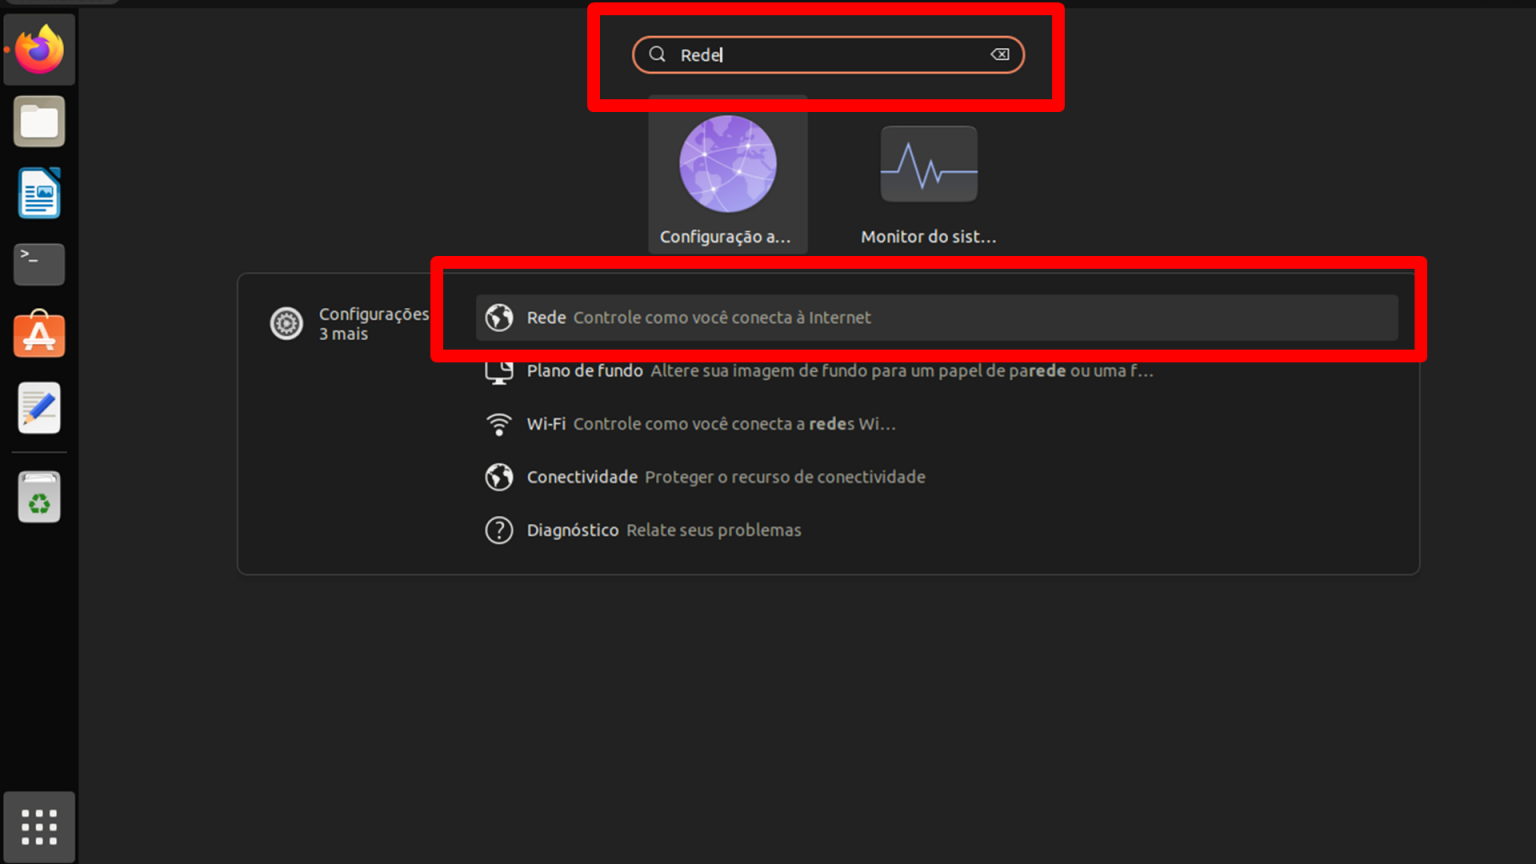 Rede
Configuração a...
Monitor do sist...
Configurações
3 mais
Rede Controle como você conecta à Internet
Plano de fundo Altere sua imagem de fundo para um papel de parede ou uma f...
Wi-Fi Controle como você conecta a redes Wi...
Conectividade Proteger o recurso de conectividade
Diagnóstico Relate seus problemas
>_